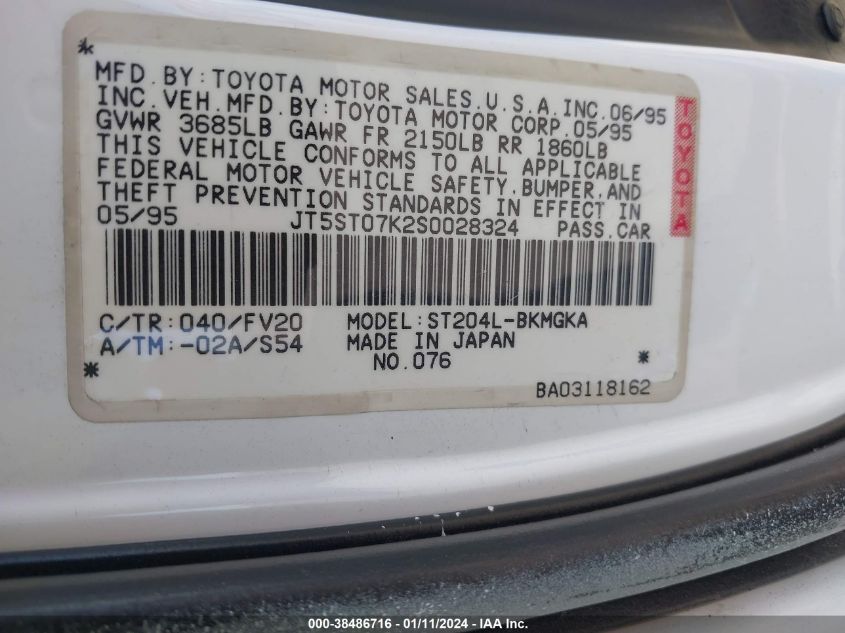 MFD.BY:TOYOTA MOTOR SALES.U.S.A.INC.06/95
INC.VEH.MFD.BY:TOYOTA MOTOR CORP.05/95
GVWR 3685LB GAWR FR 2150LB RR 1860LB
THIS VEHICLE CONFORMS TO ALL APPLICABLE
FEDERAL MOTOR VEHICLE SAFETY.BUMPER.AND
THEFT PREVENTION STANDARDS IN EFFECT IN
05/95 JT5ST07K2S0028324 PASS.CAR
TOYOTA
C/TR:040/FV20 MODEL:ST204L-BKMGKA
A/TM:-02A/S54 MADE IN JAPAN
NO.076
BA03118162
000-38486716 - 01/11/2024 - IAA Inc.